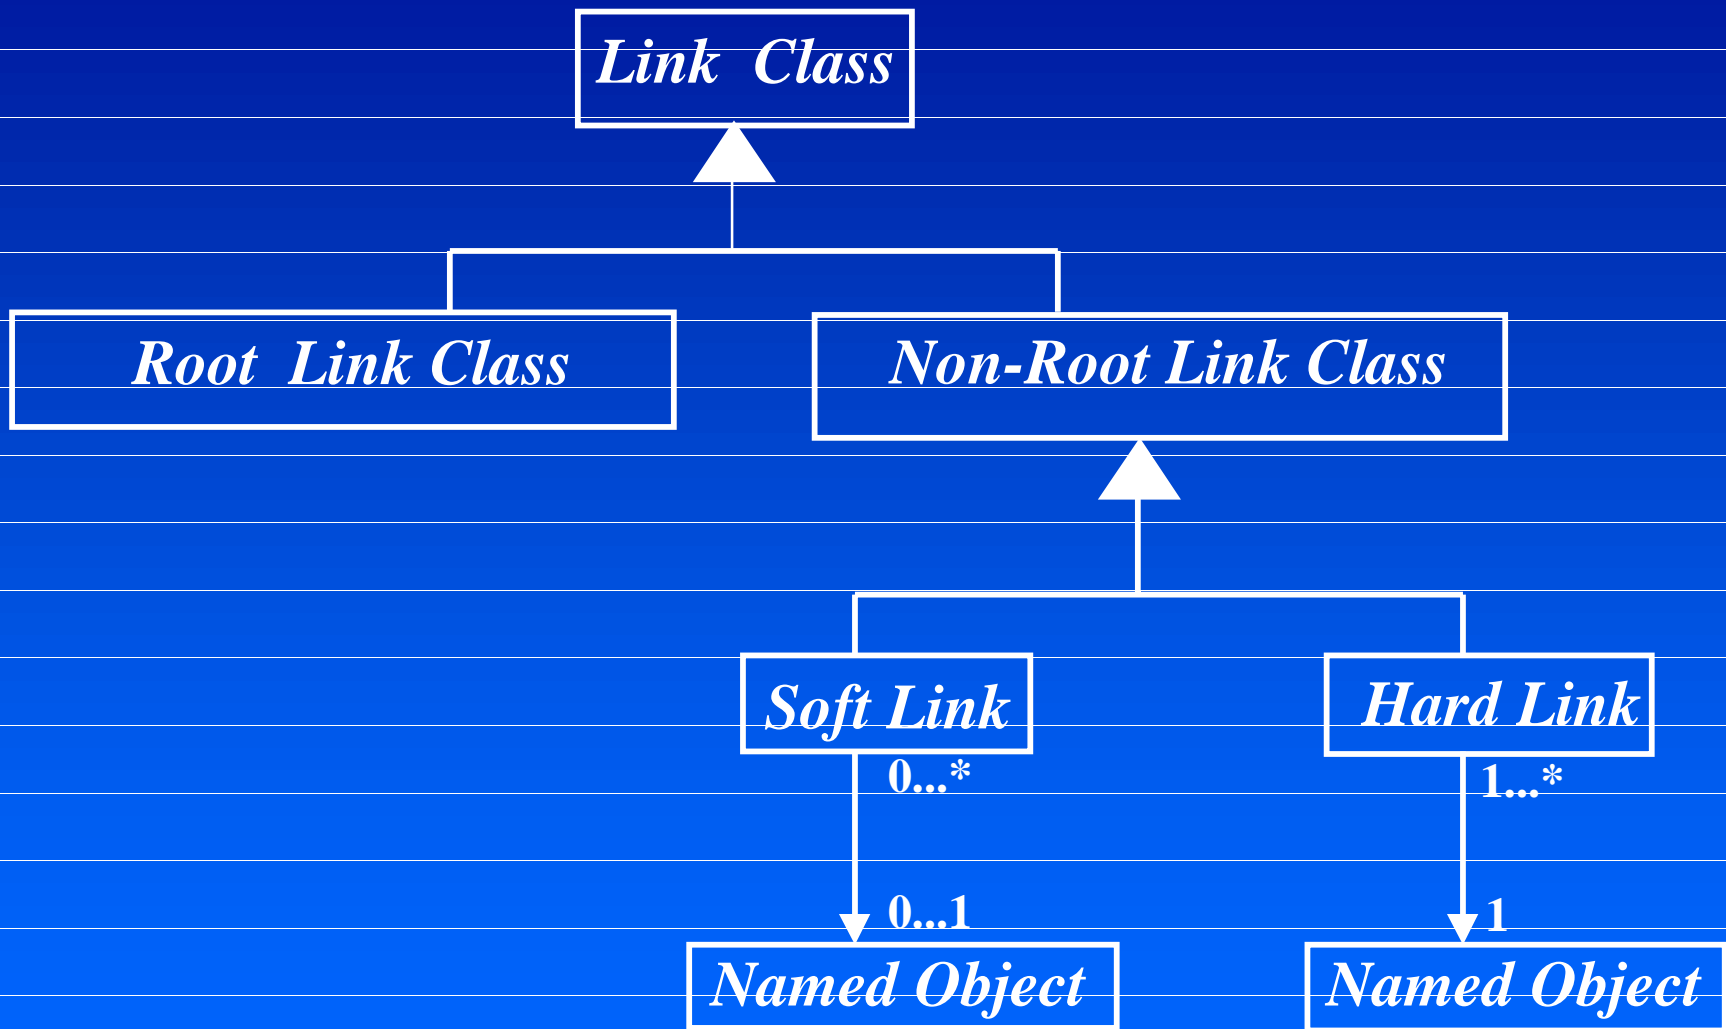 Link Class
Root Link Class
Non-Root Link Class
Soft Link
Hard Link
0...*
1...*
0...1
1
Named Object
Named Object